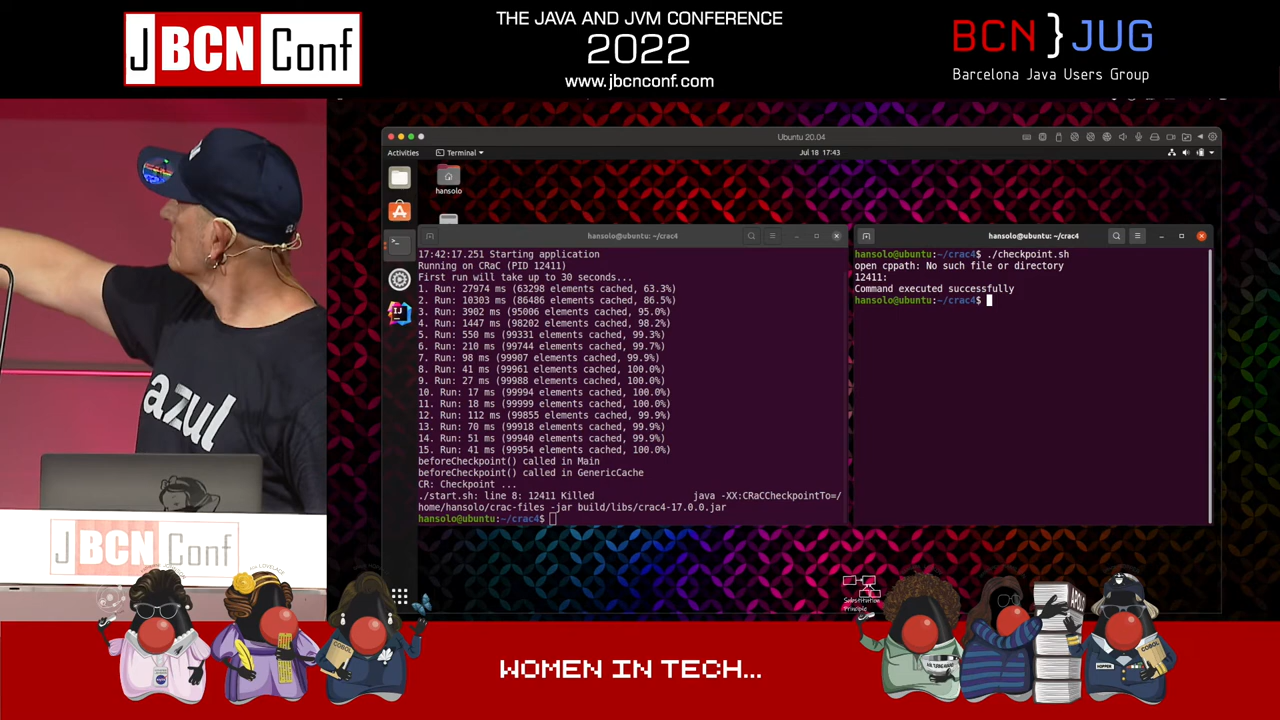 JBCNConf
THE JAVA AND JVM CONFERENCE
2022
www.jbcnconf.com
BCN}JUG
Barcelona Java Users Group
Ubuntu 20.04
Activities
Terminal
Jul 18 17:43
hansolo
hansolo@ubuntu: ~/crac4
17:42:17.251 Starting application
Running on CRaC (PID 12411)
First run will take up to 30 seconds...
1. Run: 27974 ms (63298 elements cached, 63.3%)
2. Run: 10303 ms (86486 elements cached, 86.5%)
3. Run: 3902 ms (95006 elements cached, 95.0%)
4. Run: 1447 ms (98202 elements cached, 98.2%)
5. Run: 550 ms (99331 elements cached, 99.3%)
6. Run: 210 ms (99744 elements cached, 99.7%)
7. Run: 98 ms (99907 elements cached, 99.9%)
8. Run: 41 ms (99961 elements cached, 100.0%)
9. Run: 27 ms (99988 elements cached, 100.0%)
10. Run: 17 ms (99994 elements cached, 100.0%)
11. Run: 18 ms (99999 elements cached, 100.0%)
12. Run: 112 ms (99855 elements cached, 99.9%)
13. Run: 70 ms (99918 elements cached, 99.9%)
14. Run: 51 ms (99940 elements cached, 99.9%)
15. Run: 41 ms (99954 elements cached, 100.0%)
beforeCheckpoint() called in Main
beforeCheckpoint() called in GenericCache
CR: Checkpoint ...
./start.sh: line 8: 12411 Killed java -XX:CRaCCheckpointTo=/
home/hansolo/crac-files -jar build/libs/crac4-17.0.0.jar
hansolo@ubuntu:~/crac4$
hansolo@ubuntu: ~/crac4
hansolo@ubuntu:~/crac4$ ./checkpoint.sh
open cppath: No such file or directory
12411:
Command executed successfully
hansolo@ubuntu:~/crac4$
IJ
azul
JBCNConf
Substitution
Principle
NASA
COBOL
APOLLO
HOPPER
COBOL
WOMEN IN TECH...